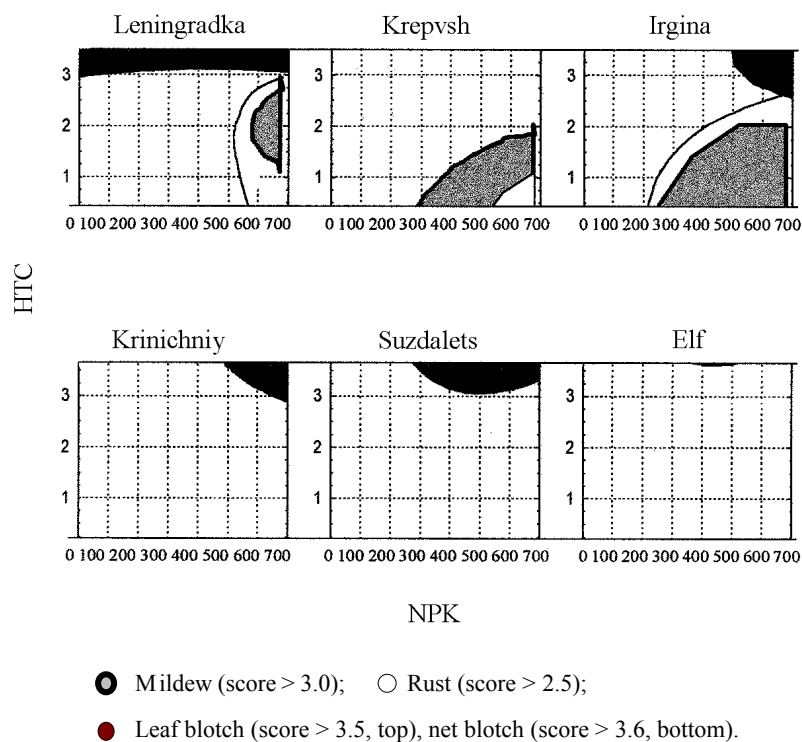 Leningradka Krepvsh Irgina
3 3 3
2 2 2
1 1 1
0 100 200 300 400 500 600 700 0 100 200 300 400 500 600 700 0 100 200 300 400 500 600 700
HTC
Krinichniy Suzdalets Elf
3 3 3
2 2 2
1 1 1
0 100 200 300 400 500 600 700 0 100 200 300 400 500 600 700 0 100 200 300 400 500 600 700
NPK
Mildew (score > 3.0); Rust (score > 2.5);
Leaf blotch (score > 3.5, top), net blotch (score > 3.6, bottom).